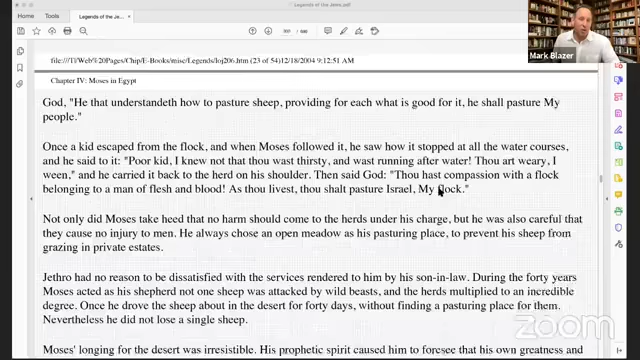 Legends of the Jews.pdf
Home
Tools
Legends of the Je...
Mark Blazer
file:///T|/Web%20Pages/Chip/E-Books/misc/Legends/loj206.htm (23 of 54)12/18/2004 9:12:51 AM
Chapter IV: Moses in Egypt
God, "He that understandeth how to pasture sheep, providing for each what is good for it, he shall pasture My
people."
Once a kid escaped from the flock, and when Moses followed it, he saw how it stopped at all the water courses,
and he said to it: "Poor kid, I knew not that thou wast thirsty, and wast running after water! Thou art weary, I
ween," and he carried it back to the herd on his shoulder. Then said God: "Thou hast compassion with a flock
belonging to a man of flesh and blood! As thou livest, thou shalt pasture Israel, My flock."
Not only did Moses take heed that no harm should come to the herds under his charge, but he was also careful that
they cause no injury to men. He always chose an open meadow as his pasturing place, to prevent his sheep from
grazing in private estates.
Jethro had no reason to be dissatisfied with the services rendered to him by his son-in-law. During the forty years
Moses acted as his shepherd not one sheep was attacked by wild beasts, and the herds multiplied to an incredible
degree. Once he drove the sheep about in the desert for forty days, without finding a pasturing place for them.
Nevertheless he did not lose a single sheep.
zoom
Moses' longing for the desert was irresistible. His prophetic spirit caused him to foresee that his own greatness and